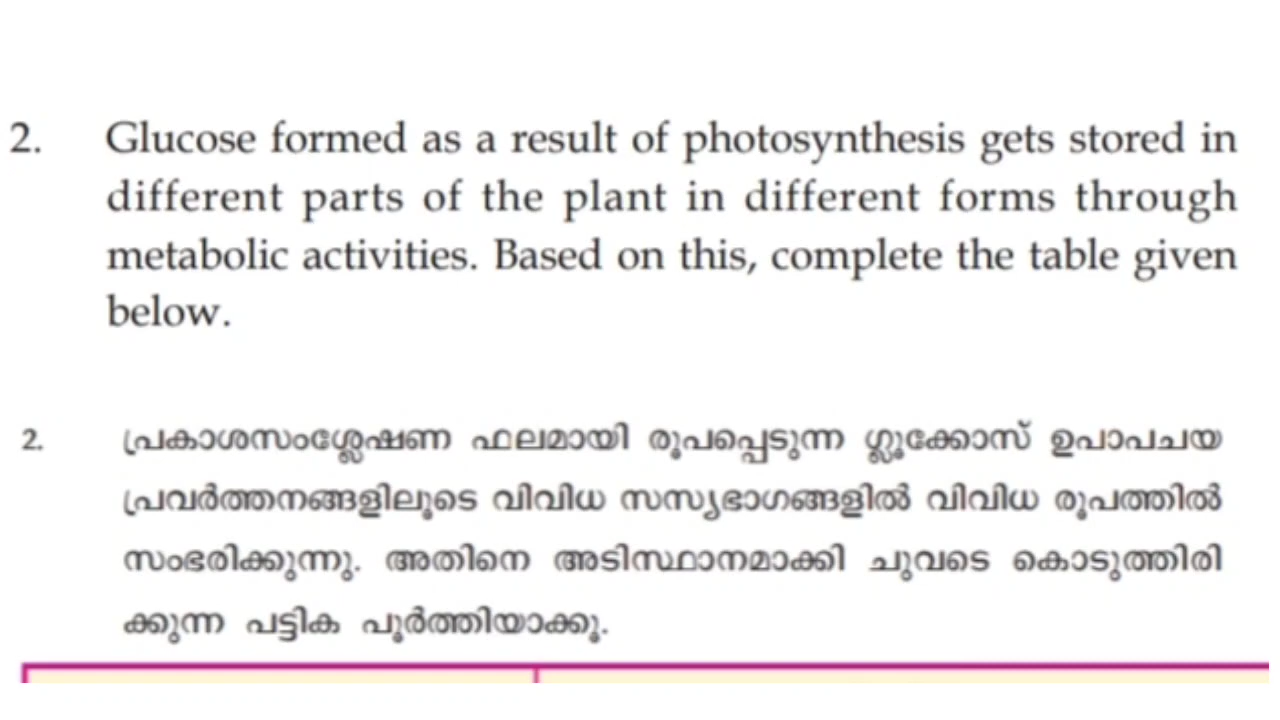 2. Glucose formed as a result of photosynthesis gets stored in
different parts of the plant in different forms through
metabolic activities. Based on this, complete the table given
below.
2. പ്രകാശസംശ്ലേഷണ ഫലമായി രൂപപ്പെടുന്ന ഗ്ലൂക്കോസ് ഉപാപചയ
പ്രവർത്തനങ്ങളിലൂടെ വിവിധ സസ്യഭാഗങ്ങളിൽ വിവിധ രൂപത്തിൽ
സംഭരിക്കുന്നു. അതിനെ അടിസ്ഥാനമാക്കി ചുവടെ കൊടുത്തിരി
ക്കുന്ന പട്ടിക പൂർത്തിയാക്കൂ.